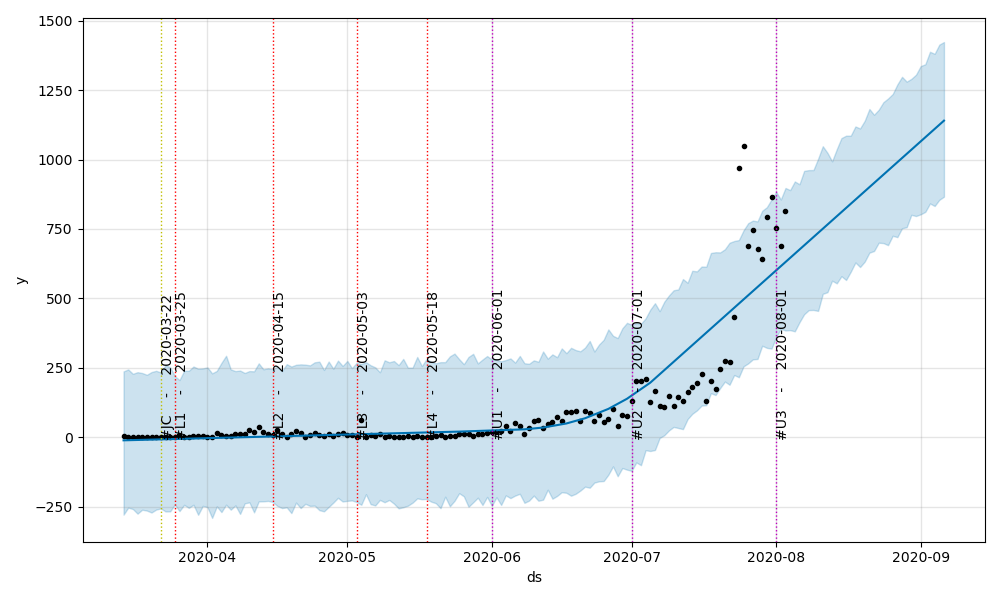 1500
1250
1000
750
500
250
0
−250
y
#JC - 2020-03-22
#L1 - 2020-03-25
#L2 - 2020-04-15
#L3 - 2020-05-03
#L4 - 2020-05-18
#U1 - 2020-06-01
#U2 - 2020-07-01
#U3 - 2020-08-01
2020-04
2020-05
2020-06
2020-07
2020-08
2020-09
ds